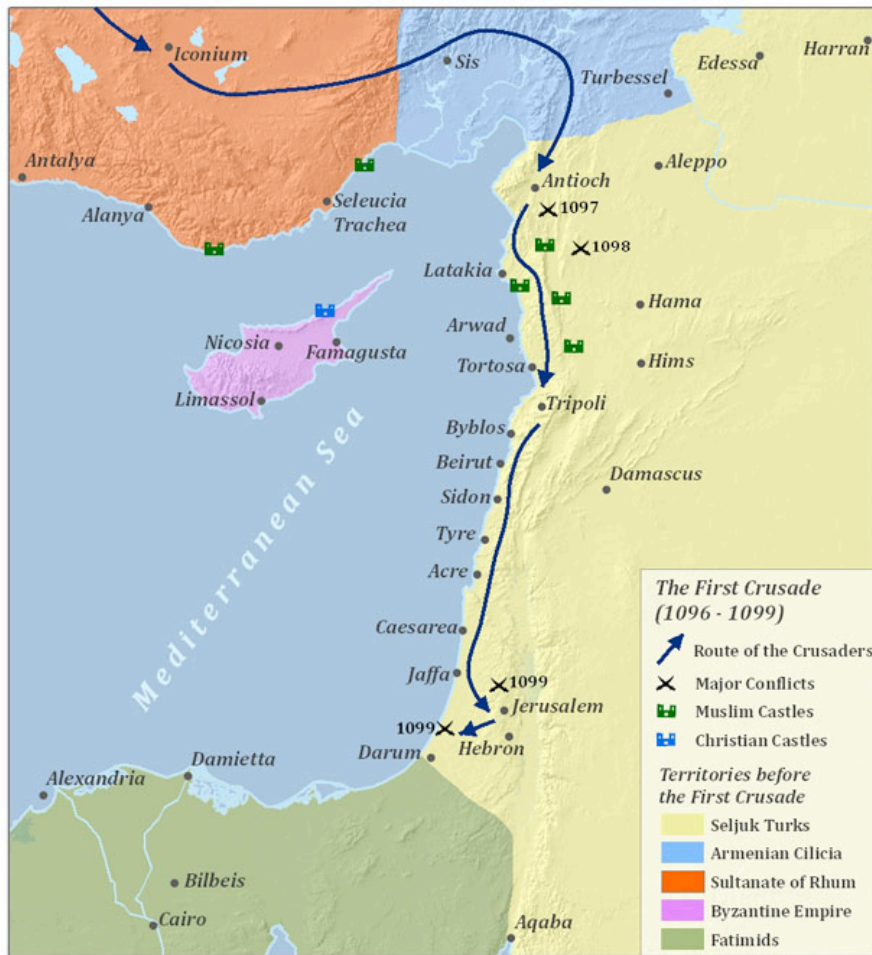 Iconium
Sis
Edessa
Harran
Turbessel
Antalya
Aleppo
Alanya
Seleucia
Trachea
Antioch
1097
1098
Latakia
Hama
Arwad
Nicosia
Famagusta
Tortosa
Hims
Limassol
Tripoli
Byblos
Beirut
Damascus
Sidon
Tyre
Acre
Mediterranean Sea
Caesarea
Jaffa
1099
Jerusalem
1099
Hebron
Darum
Damietta
Alexandria
Bilbeis
Cairo
Aqaba
The First Crusade
(1096 - 1099)
Route of the Crusaders
Major Conflicts
Muslim Castles
Christian Castles
Territories before
the First Crusade
Seljuk Turks
Armenian Cilicia
Sultanate of Rhum
Byzantine Empire
Fatimids